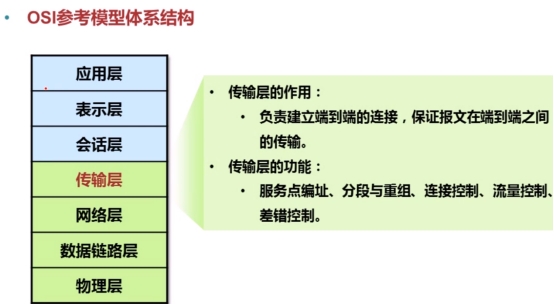 OSI参考模型体系结构
应用层
表示层
会话层
传输层
网络层
数据链路层
物理层
传输层的作用：
负责建立端到端的连接，保证报文在端到端之间
的传输。
传输层的功能：
服务点编址、分段与重组、连接控制、流量控制、
差错控制。